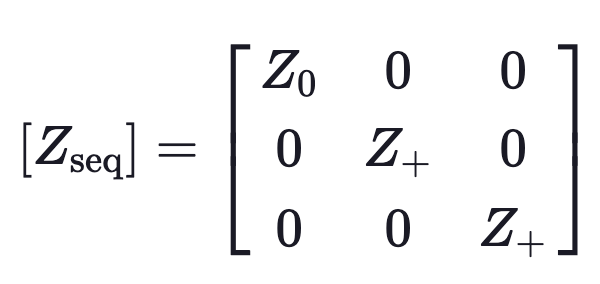 [Z_seq] = [ Z_0 0 0
0 Z_+ 0
0 0 Z_+ ]